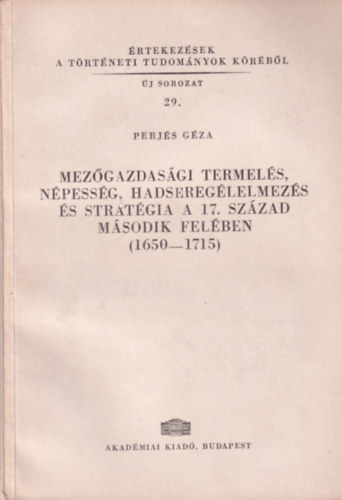 ÉRTEKEZÉSEK
A TÖRTÉNETI TUDOMÁNYOK KÖRÉBŐL
ÚJ SOROZAT
29.
PERJÉS GÉZA
MEZŐGAZDASÁGI TERMELÉS,
NÉPESSÉG, HADSEREGÉLELMEZÉS
ÉS STRATÉGIA A 17. SZÁZAD
MÁSODIK FELÉBEN
(1650—1715)
AKADÉMIAI KIADÓ, BUDAPEST